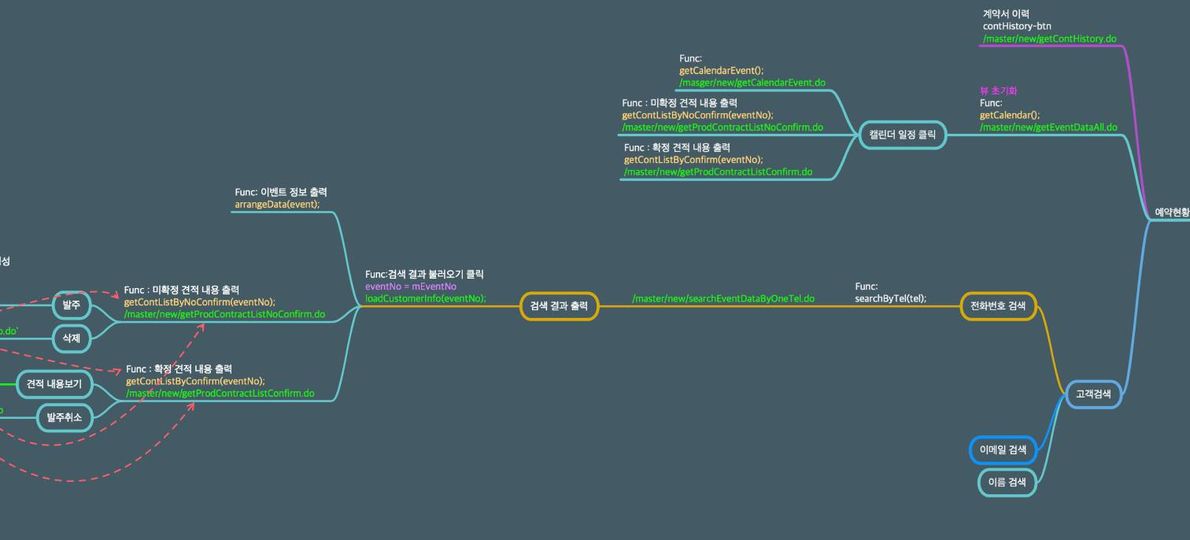 계약서 이력
contHistory-btn
/master/new/getContHistory.do
Func:
getCalendarEvent();
/masger/new/getCalendarEvent.do
Func : 미확정 견적 내용 출력
getContListByNoConfirm(eventNo);
/master/new/getProdContractListNoConfirm.do
Func : 확정 견적 내용 출력
getContListByConfirm(eventNo);
/master/new/getProdContractListConfirm.do
캘린더 일정 클릭
뷰 초기화
Func:
getCalendar();
/master/new/getEventDataAll.do
예약현황
Func: 이벤트 정보 출력
arrangeData(event);
Func:검색 결과 불러오기 클릭
eventNo = mEventNo
loadCustomerInfo(eventNo);
검색 결과 출력
/master/new/searchEventDataByOneTel.do
Func:
searchByTel(tel);
전화번호 검색
고객검색
이메일 검색
이름 검색
성
Func : 미확정 견적 내용 출력
getContListByNoConfirm(eventNo);
/master/new/getProdContractListNoConfirm.do
발주
삭제
o.do'
Func : 확정 견적 내용 출력
getContListByConfirm(eventNo);
/master/new/getProdContractListConfirm.do
견적 내용보기
발주취소
o